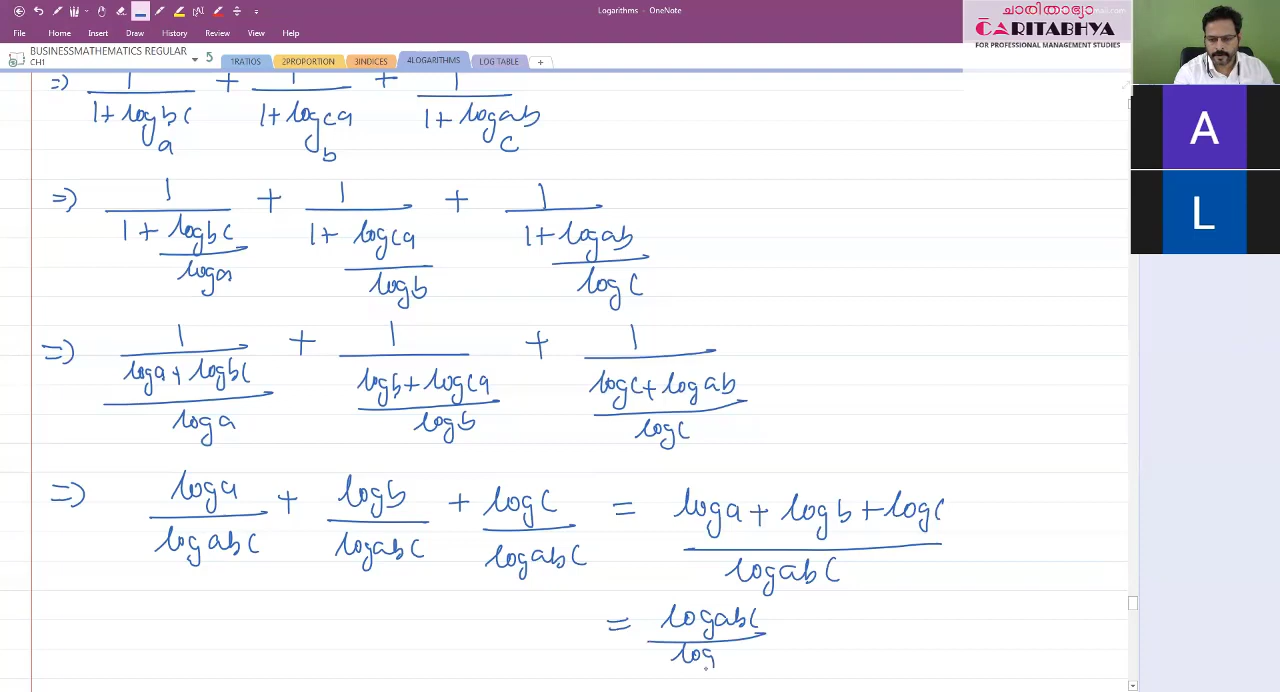 Logarithms - OneNote
ചാരിതാഭ്യാ
CARITABHYA
FOR PROFESSIONAL MANAGEMENT STUDIES
File Home Insert Draw History Review View Help
BUSINESSMATHEMATICS REGULAR
CH1
1RATIOS 2PROPORTION 3INDICES 4LOGARITHMS LOG TABLE +
A
L
=> 1/(1+log_a bc) + 1/(1+log_b ca) + 1/(1+log_c ab)
=> 1/(1+ logbc/loga) + 1/(1+ logca/logb) + 1/(1+ logab/logc)
=> 1/((loga + logbc)/loga) + 1/((logb + logca)/logb) + 1/((logc + logab)/logc)
=> loga/logabc + logb/logabc + logc/logabc = (loga + logb + logc)/logabc
= logabc/log